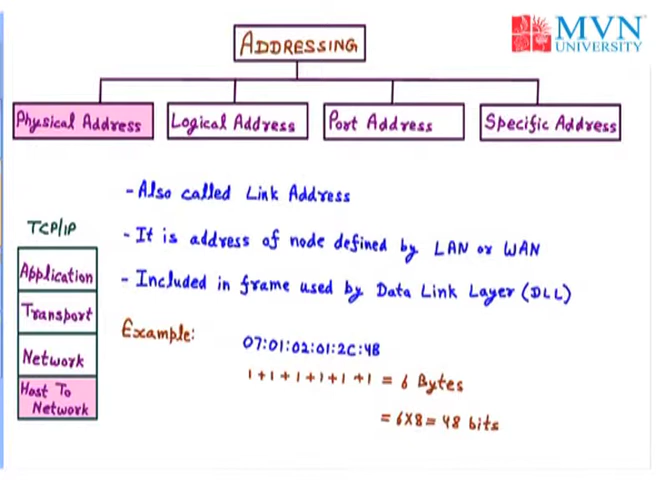 MVN
UNIVERSITY
ADDRESSING
Physical Address
Logical Address
Port Address
Specific Address
- Also called Link Address
- It is address of node defined by LAN or WAN
- Included in frame used by Data Link Layer (DLL)
TCP/IP
Application
Transport
Network
Host To
Network
Example:
07:01:02:01:2C:4B
1+1+1+1+1+1 = 6 Bytes
= 6X8 = 48 bits